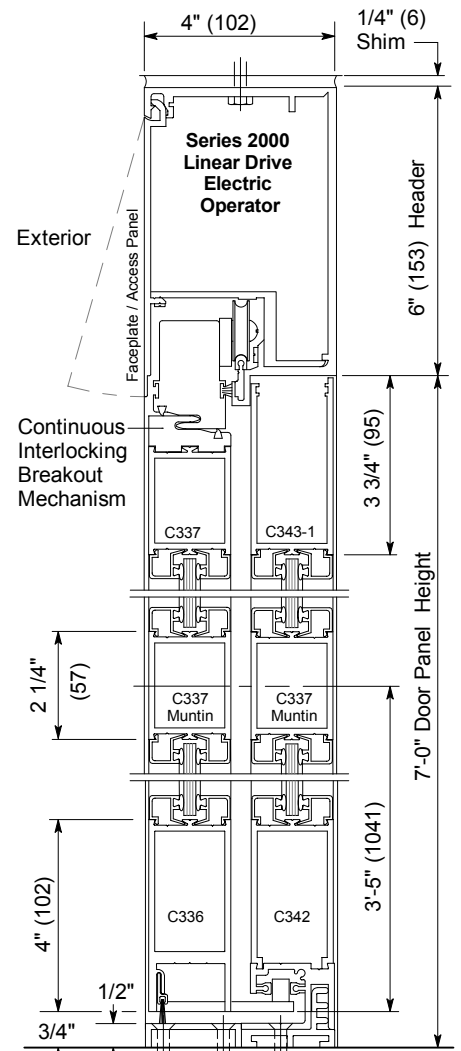 4" (102)
1/4" (6)
Shim
Series 2000
Linear Drive
Electric
Operator
6" (153) Header
Exterior
Faceplate / Access Panel
Continuous
Interlocking
Breakout
Mechanism
3 3/4" (95)
C337
C343-1
7'-0" Door Panel Height
2 1/4"
(57)
C337
Muntin
C337
Muntin
3'-5" (1041)
4" (102)
C336
C342
1/2"
3/4"